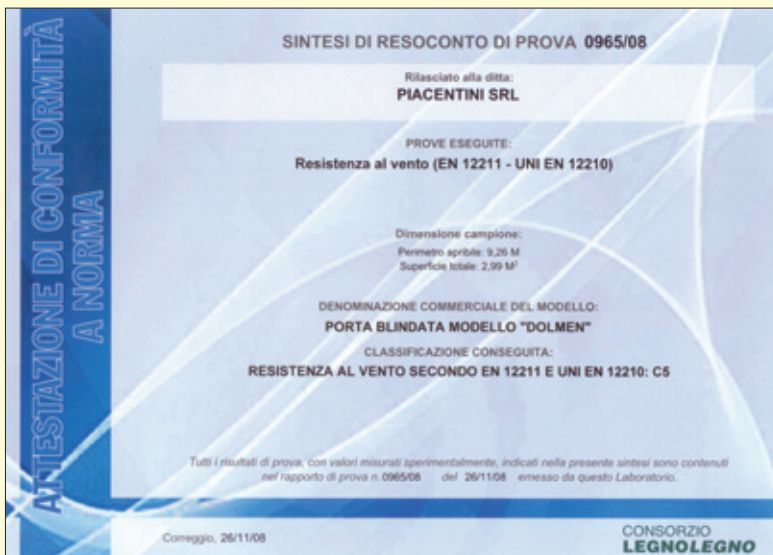 ATTESTAZIONE DI CONFORMITÀ
A NORMA
SINTESI DI RESOCONTO DI PROVA 0965/08
Rilasciato alla ditta:
PIACENTINI SRL
PROVE ESEGUITE:
Resistenza al vento (EN 12211 - UNI EN 12210)
Dimensione campione:
Perimetro apribile: 9,26 M
Superficie totale: 2,99 M²
DENOMINAZIONE COMMERCIALE DEL MODELLO:
PORTA BLINDATA MODELLO "DOLMEN"
CLASSIFICAZIONE CONSEGUITA:
RESISTENZA AL VENTO SECONDO EN 12211 E UNI EN 12210: C5
Tutti i risultati di prova, con valori misurati sperimentalmente, indicati nella presente sintesi sono contenuti
nel rapporto di prova n. 0965/08 del 26/11/08 emesso da questo Laboratorio.
Correggio, 26/11/08
CONSORZIO
LEGNOLEGNO